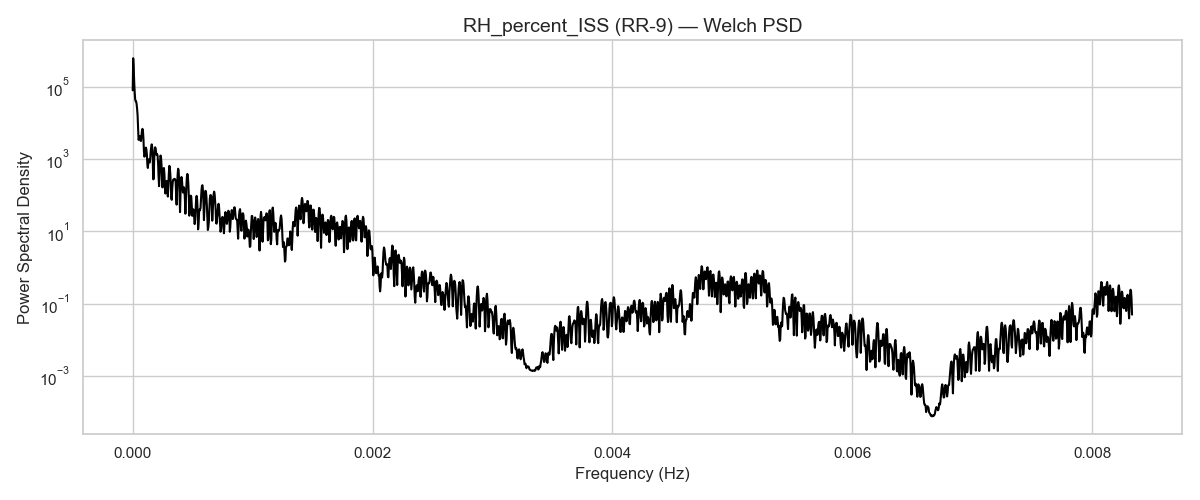 RH_percent_ISS (RR-9) — Welch PSD
Power Spectral Density
10^5
10^3
10^1
10^−1
10^−3
0.000 0.002 0.004 0.006 0.008
Frequency (Hz)